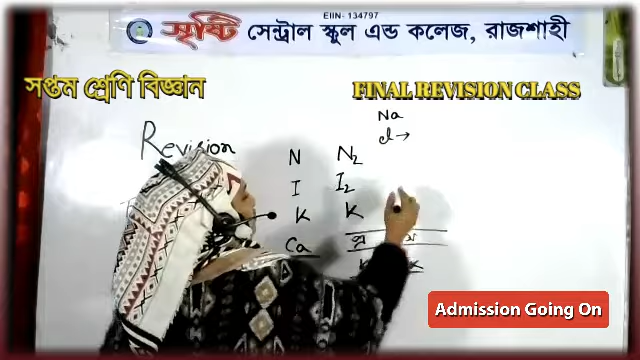 EIIN- 134797
সৃষ্টি সেন্ট্রাল স্কুল এন্ড কলেজ, রাজশাহী
সপ্তম শ্রেণি বিজ্ঞান
FINAL REVISION CLASS
Revision
Na
cl→
N N₂
I I₂
K K
Ca
Admission Going On